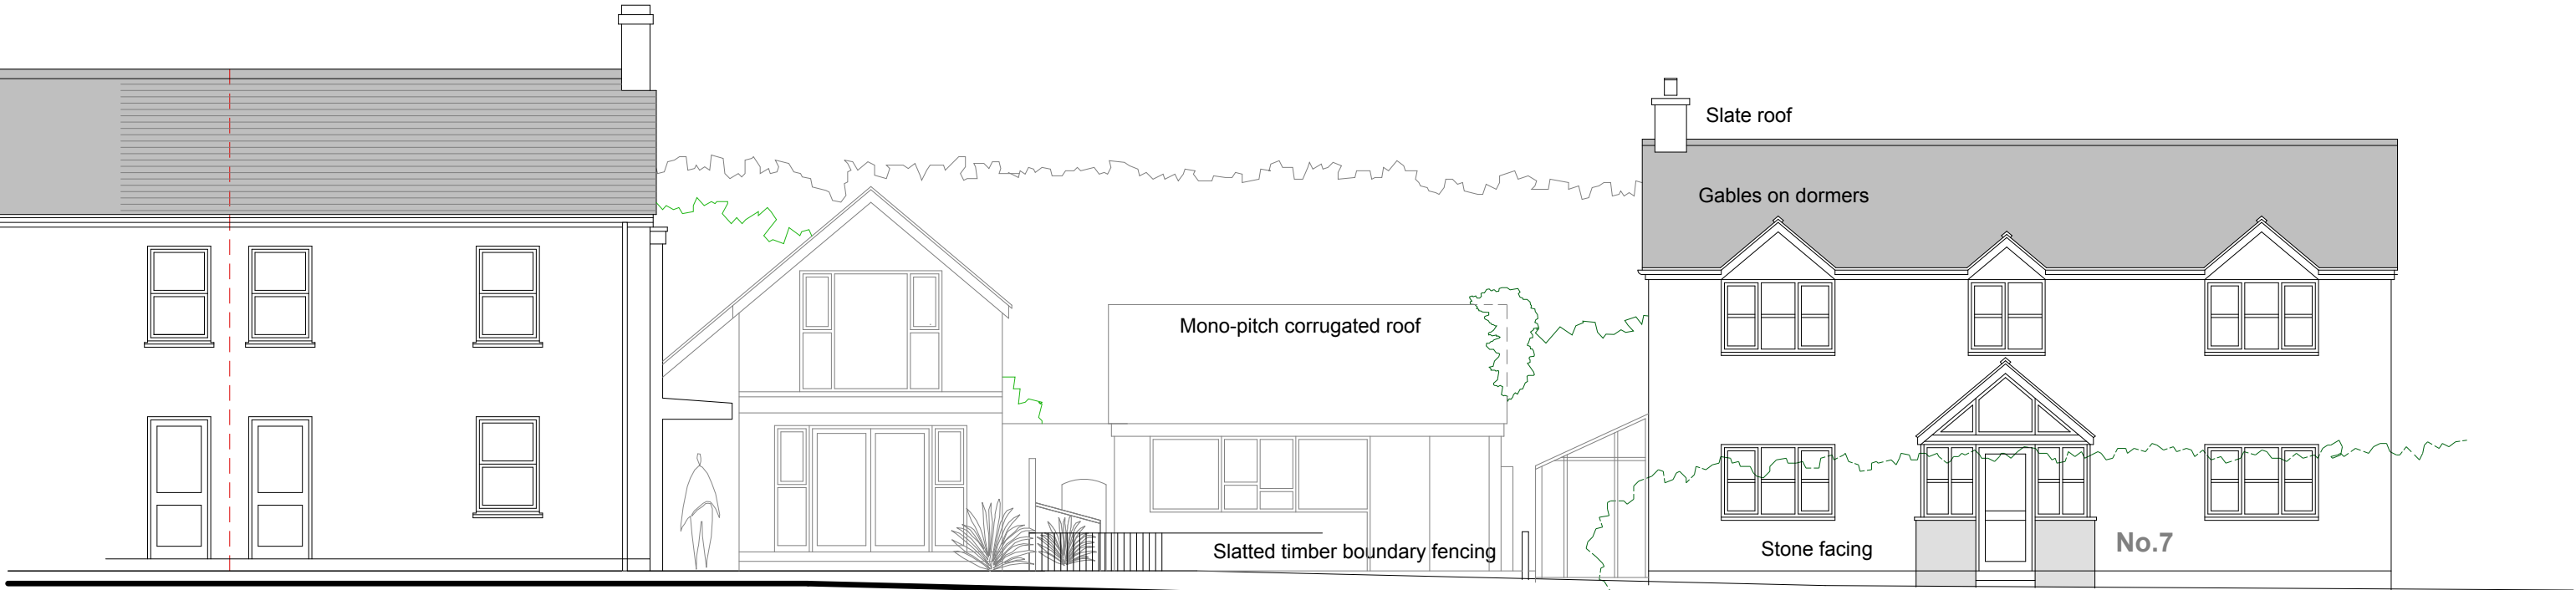 Slate roof
Gables on dormers
Mono-pitch corrugated roof
Slatted timber boundary fencing
Stone facing
No.7